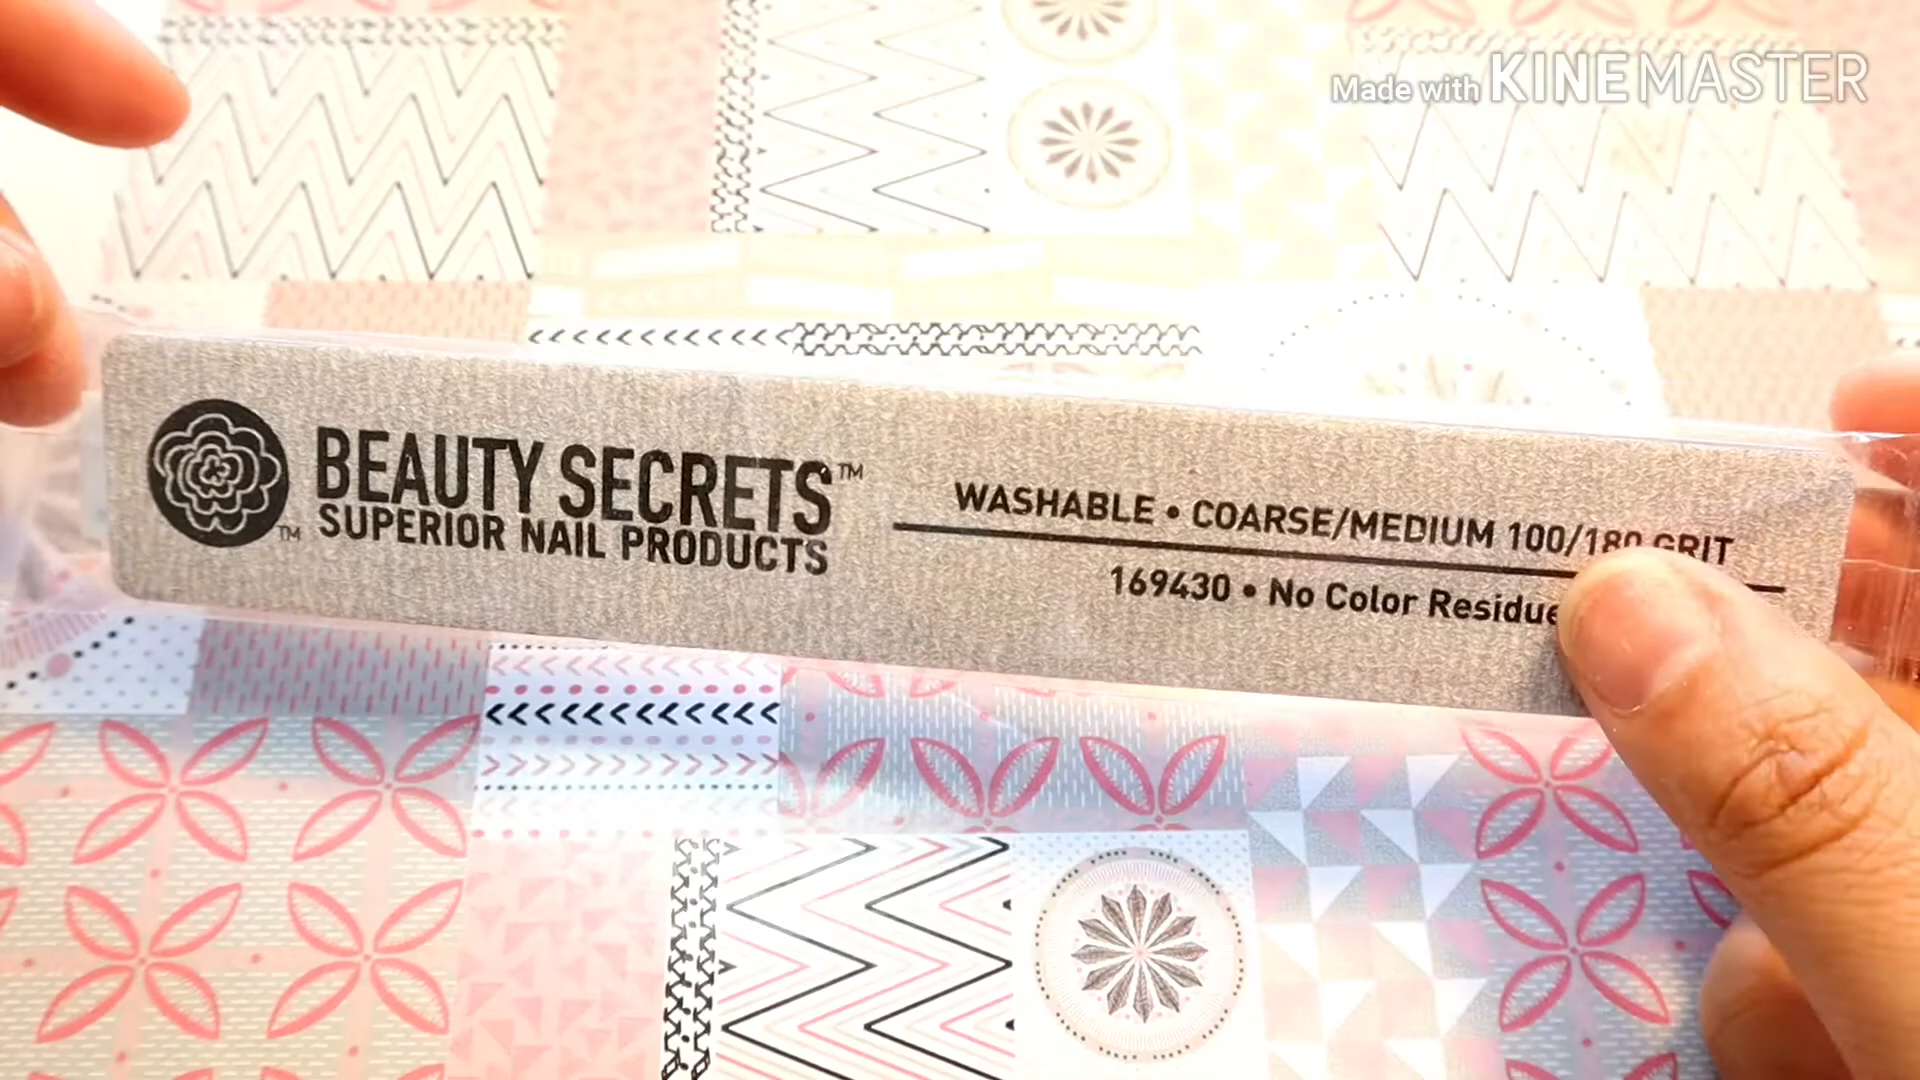 Made with KINEMASTER
BEAUTY SECRETS™
SUPERIOR NAIL PRODUCTS
™
WASHABLE • COARSE/MEDIUM 100/180 GRIT
169430 • No Color Residue